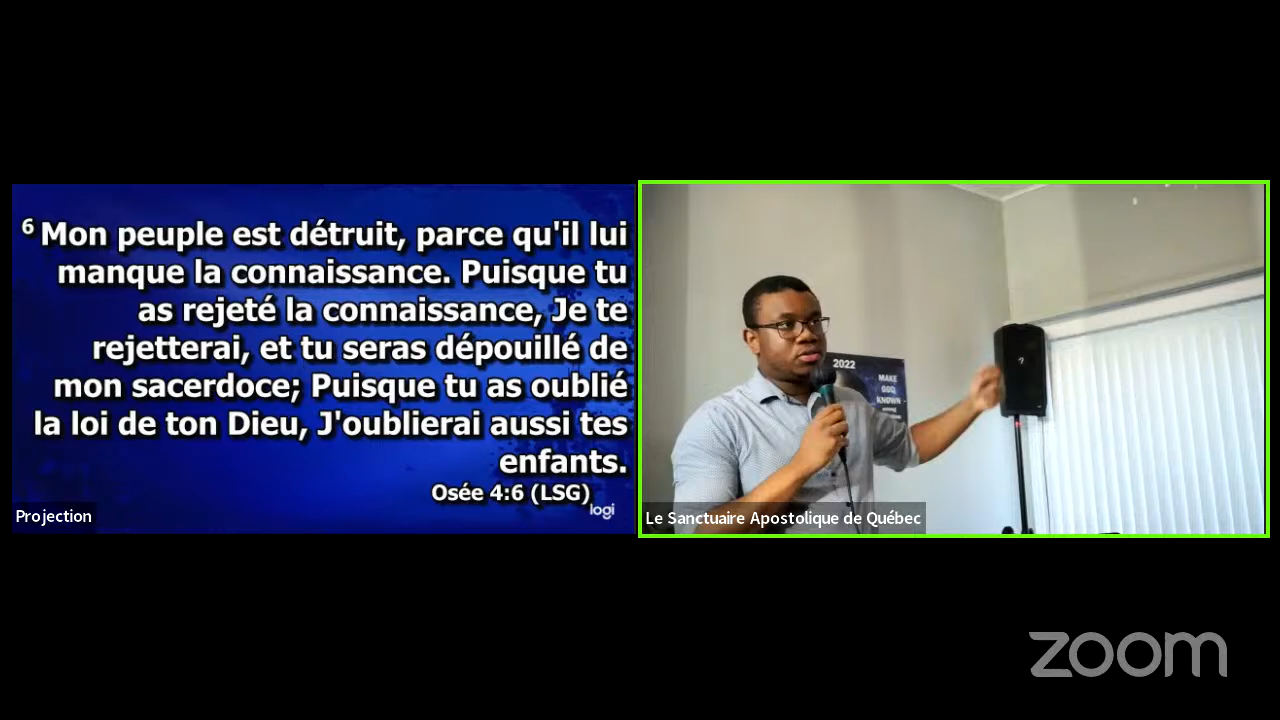 6 Mon peuple est détruit, parce qu'il lui
manque la connaissance. Puisque tu
as rejeté la connaissance, Je te
rejetterai, et tu seras dépouillé de
mon sacerdoce; Puisque tu as oublié
la loi de ton Dieu, J'oublierai aussi tes
enfants.
Osée 4:6 (LSG)
logi
Projection
2022
MAKE
GOD
KNOWN
Le Sanctuaire Apostolique de Québec
zoom